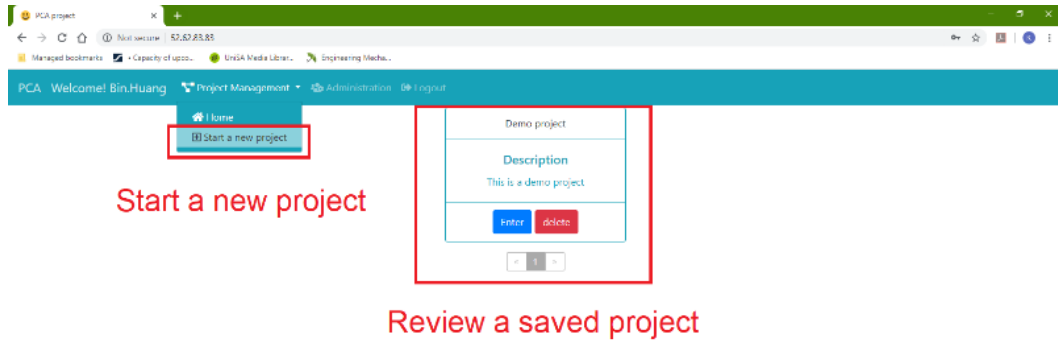 PCA project
Not secure | 52.62.83.83
Managed bookmarks • Capacity of upco... UniSA Media Librar... Engineering Mecha...
PCA Welcome! Bin.Huang Project Management Administration Logout
Home
Start a new project
Demo project
Description
This is a demo project
Enter delete
< 1 >
Start a new project
Review a saved project